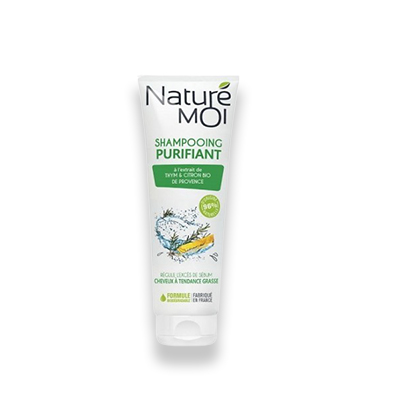 Naturé
MOI
SHAMPOOING
PURIFIANT
à l'extrait de
THYM & CITRON BIO
DE PROVENCE
98%
RÉGULE L'EXCÈS DE SÉBUM
CHEVEUX À TENDANCE GRASSE
FORMULE
FABRIQUÉ
EN FRANCE